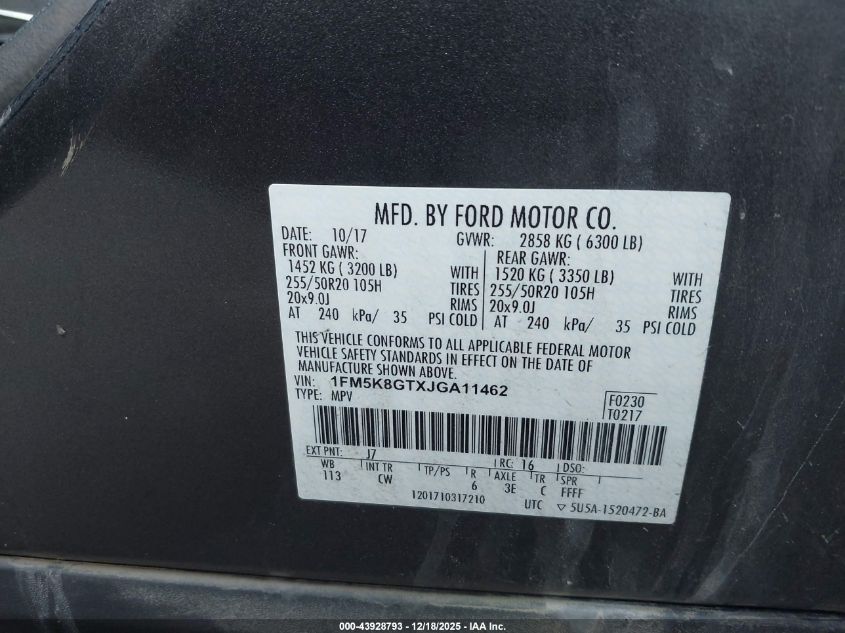 MFD. BY FORD MOTOR CO.
DATE: 10/17 GVWR: 2858 KG ( 6300 LB)
FRONT GAWR: REAR GAWR:
1452 KG ( 3200 LB) WITH 1520 KG ( 3350 LB) WITH
255/50R20 105H TIRES 255/50R20 105H TIRES
20x9.0J RIMS 20x9.0J RIMS
AT 240 kPa/ 35 PSI COLD AT 240 kPa/ 35 PSI COLD
THIS VEHICLE CONFORMS TO ALL APPLICABLE FEDERAL MOTOR
VEHICLE SAFETY STANDARDS IN EFFECT ON THE DATE OF
MANUFACTURE SHOWN ABOVE.
VIN: 1FM5K8GTXJGA11462
TYPE: MPV F0230
T0217
EXT PNT: J7 RC: 16 DSO:
WB INT TR TP/PS R AXLE TR SPR
113 CW 6 3E C FFFF
1201710317210 UTC ▽ 5U5A-1520472-BA
000-43928793 - 12/18/2025 - IAA Inc.